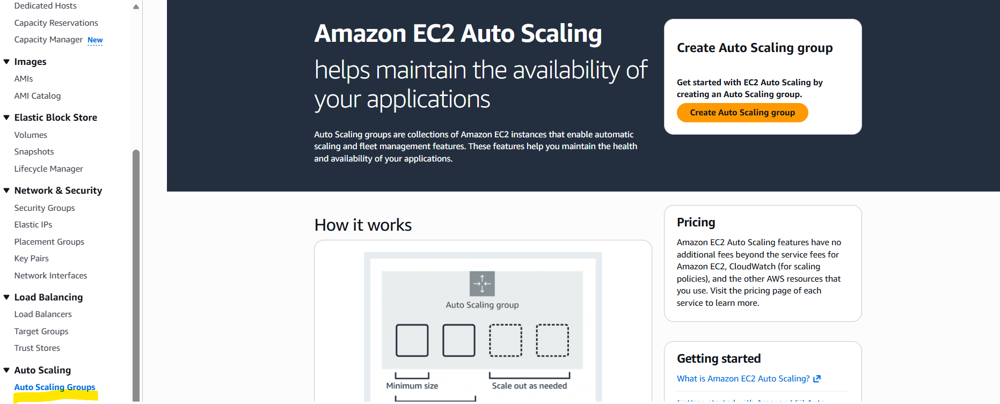 Dedicated Hosts
Capacity Reservations
Capacity Manager New
Images
AMIs
AMI Catalog
Elastic Block Store
Volumes
Snapshots
Lifecycle Manager
Network & Security
Security Groups
Elastic IPs
Placement Groups
Key Pairs
Network Interfaces
Load Balancing
Load Balancers
Target Groups
Trust Stores
Auto Scaling
Auto Scaling Groups
Amazon EC2 Auto Scaling
helps maintain the availability of
your applications
Auto Scaling groups are collections of Amazon EC2 instances that enable automatic
scaling and fleet management features. These features help you maintain the health
and availability of your applications.
Create Auto Scaling group
Get started with EC2 Auto Scaling by
creating an Auto Scaling group.
Create Auto Scaling group
How it works
Auto Scaling group
Minimum size
Scale out as needed
Pricing
Amazon EC2 Auto Scaling features have no
additional fees beyond the service fees for
Amazon EC2, CloudWatch (for scaling
policies), and the other AWS resources that
you use. Visit the pricing page of each
service to learn more.
Getting started
What is Amazon EC2 Auto Scaling?